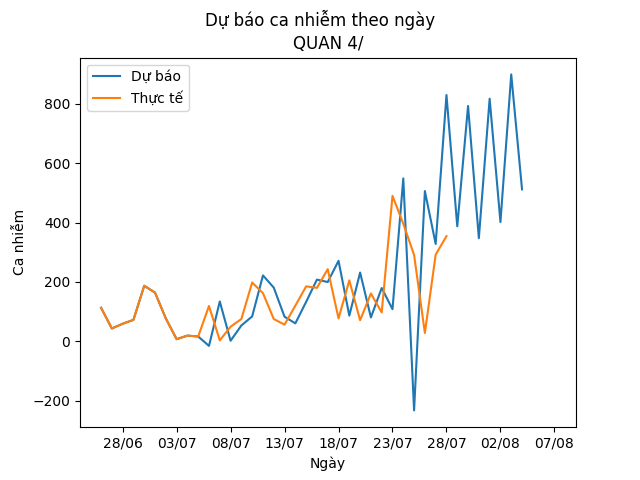 Dự báo ca nhiễm theo ngày
QUAN 4/
Dự báo
Thực tế
Ca nhiễm
800
600
400
200
0
−200
28/06 03/07 08/07 13/07 18/07 23/07 28/07 02/08 07/08
Ngày